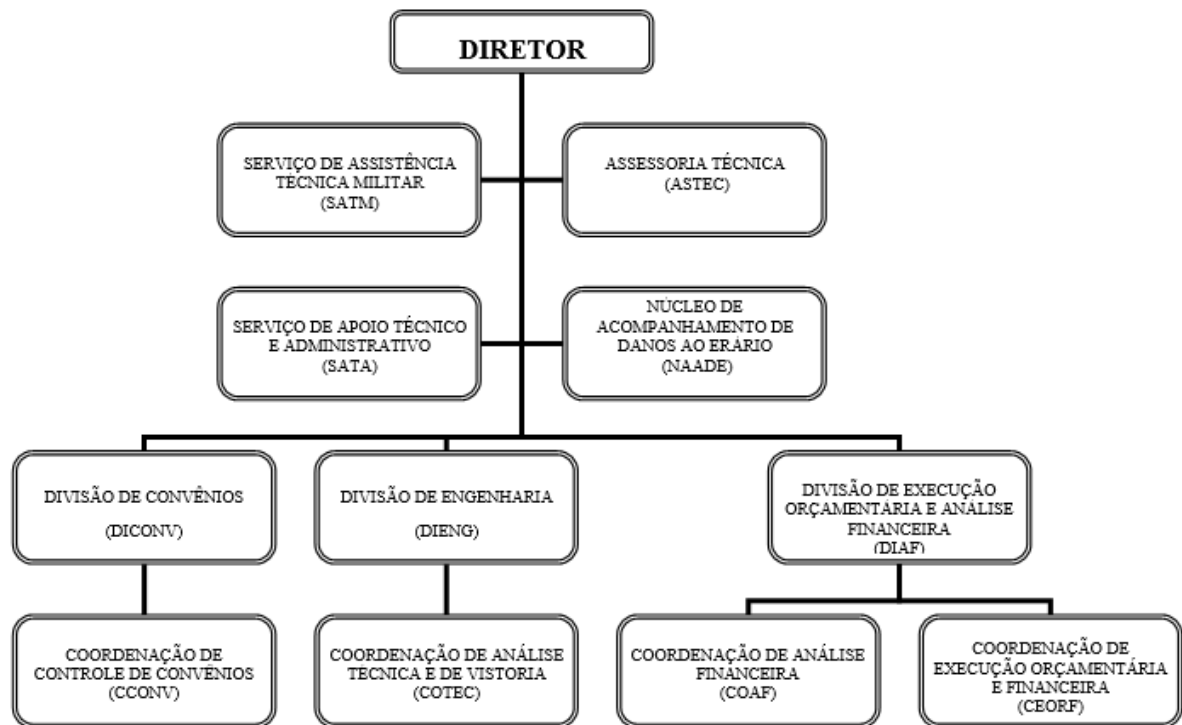 DIRETOR
SERVIÇO DE ASSISTÊNCIA
TÉCNICA MILITAR
(SATM)
ASSESSORIA TÉCNICA
(ASTEC)
SERVIÇO DE APOIO TÉCNICO
E ADMINISTRATIVO
(SATA)
NÚCLEO DE
ACOMPANHAMENTO DE
DANOS AO ERÁRIO
(NAADE)
DIVISÃO DE CONVÊNIOS
(DICONV)
DIVISÃO DE ENGENHARIA
(DIENG)
DIVISÃO DE EXECUÇÃO
ORÇAMENTÁRIA E ANÁLISE
FINANCEIRA
(DIAF)
COORDENAÇÃO DE
CONTROLE DE CONVÊNIOS
(CCONV)
COORDENAÇÃO DE ANÁLISE
TÉCNICA E DE VISTORIA
(COTEC)
COORDENAÇÃO DE ANÁLISE
FINANCEIRA
(COAF)
COORDENAÇÃO DE
EXECUÇÃO ORÇAMENTÁRIA
E FINANCEIRA
(CEORF)